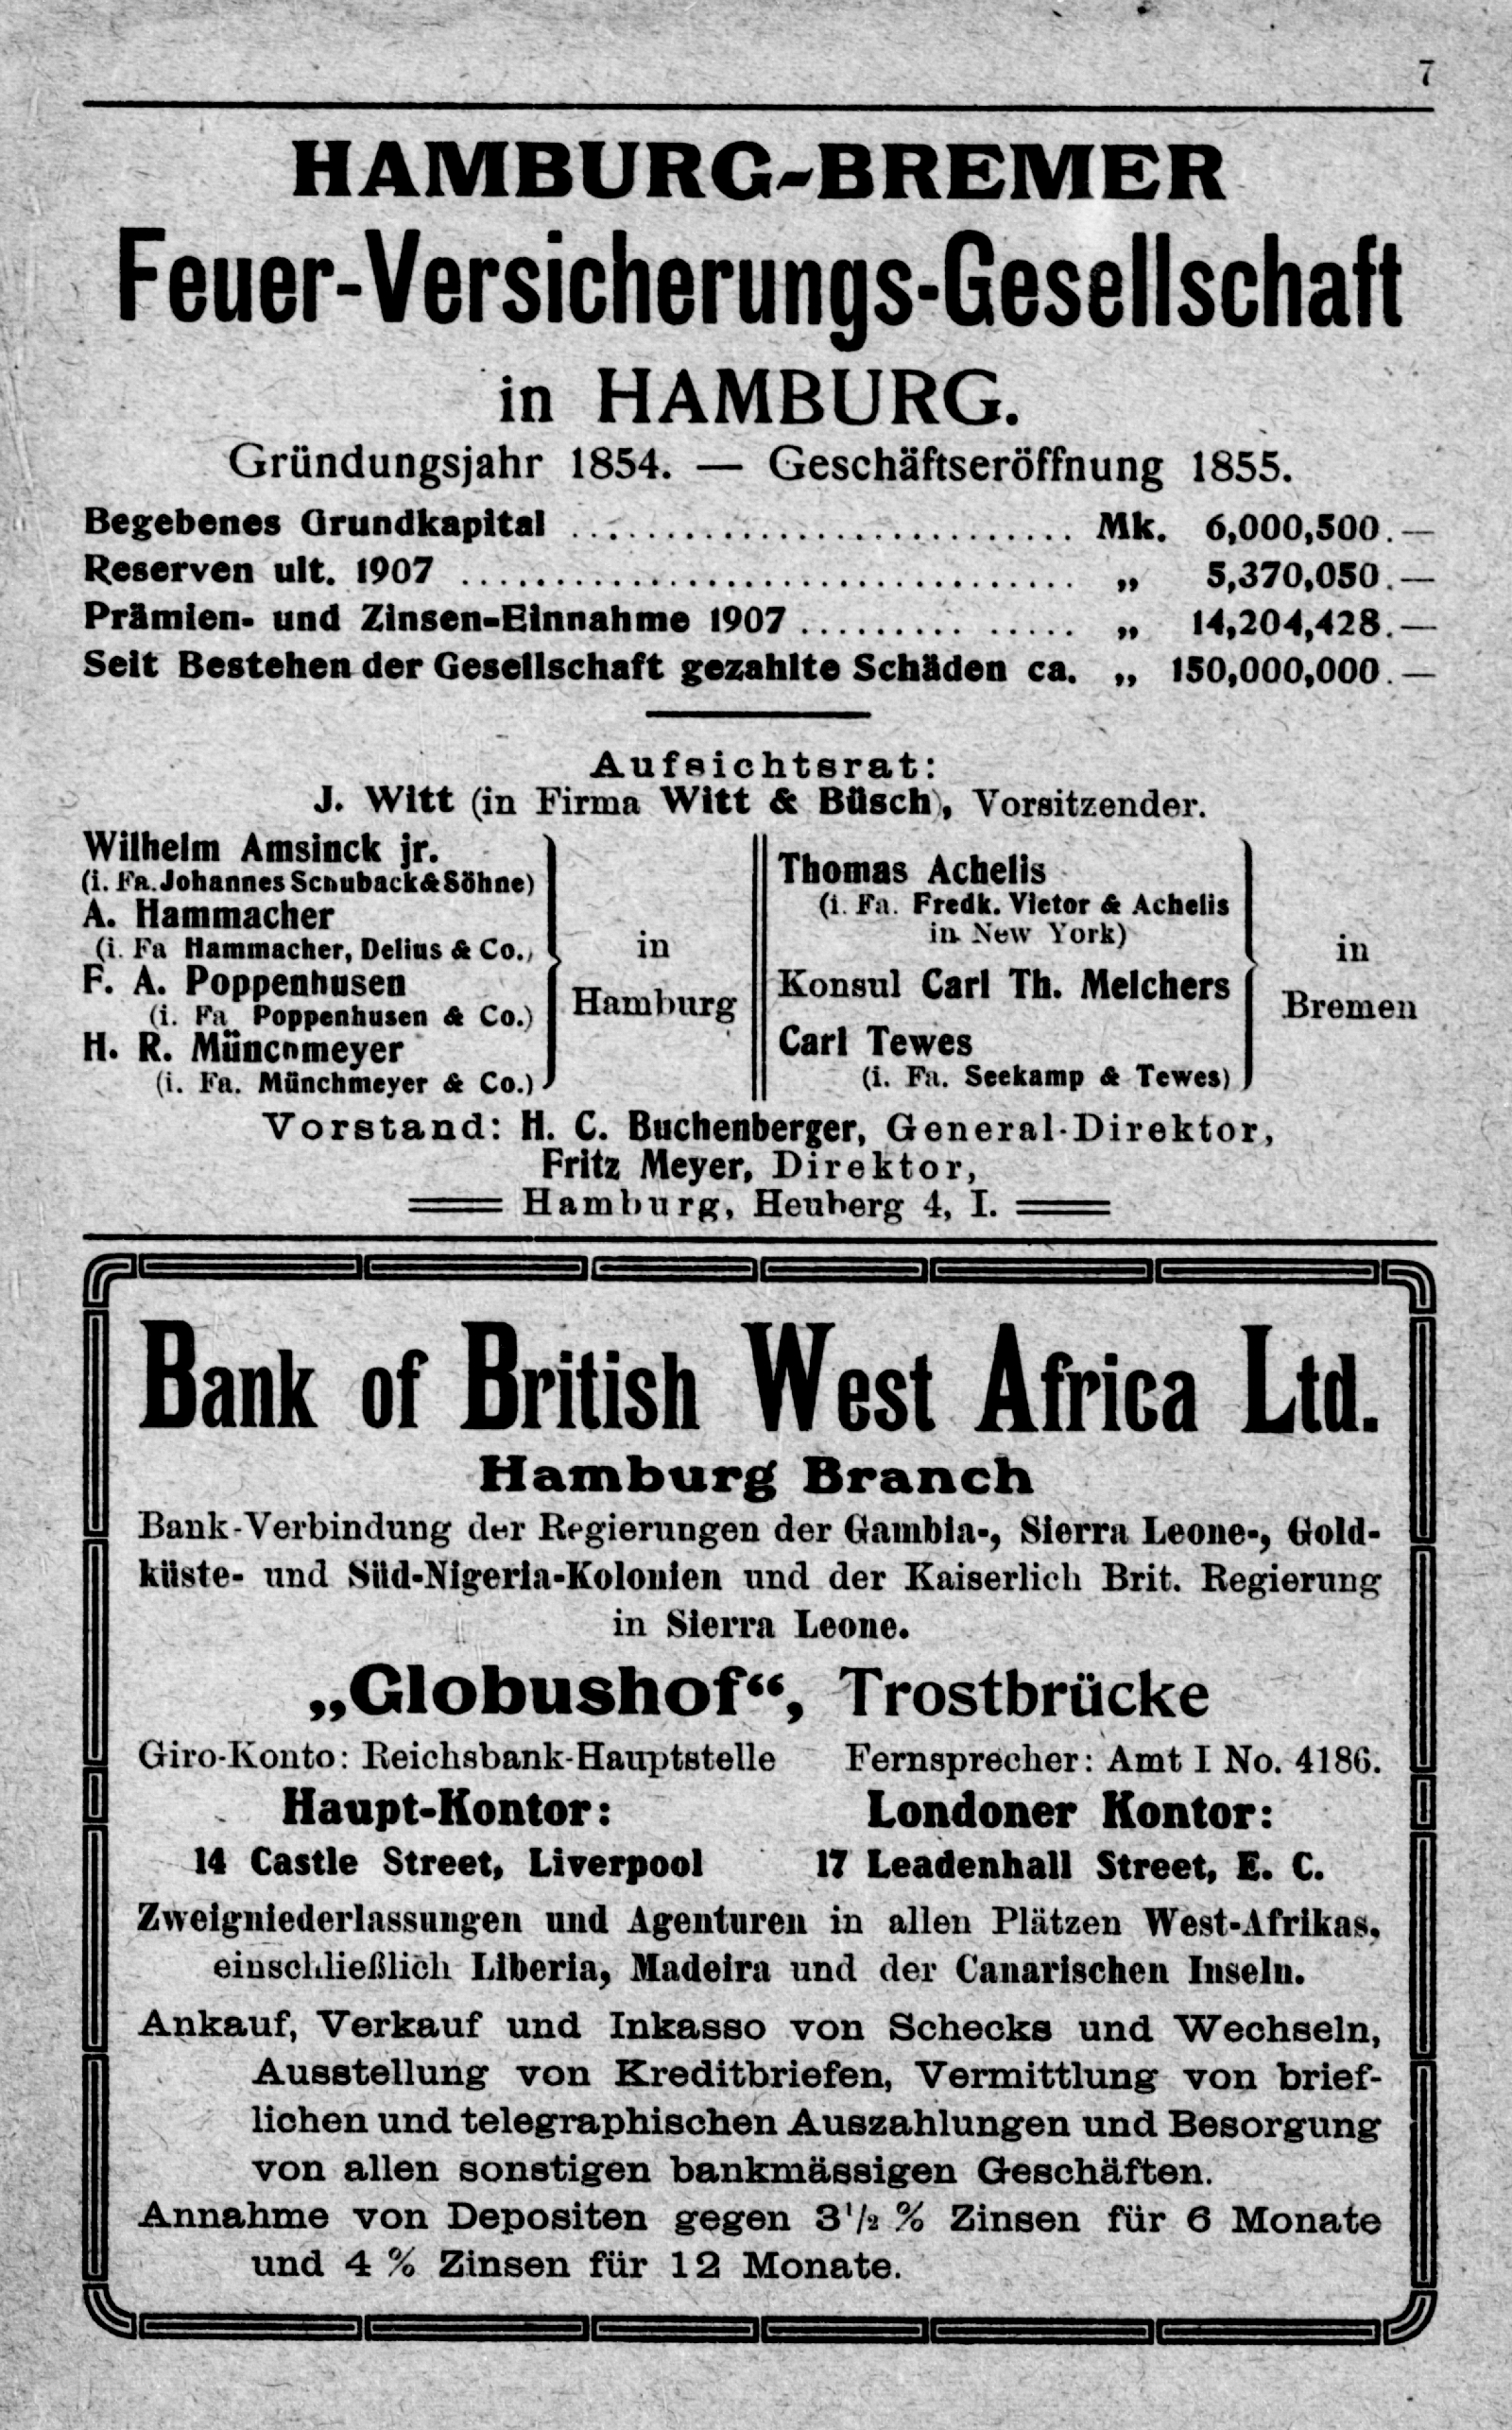 7
HAMBURG-BREMER
Feuer-Versicherungs-Gesellschaft
in HAMBURG.
Gründungsjahr 1854. — Geschäftseröffnung 1855.
Begebenes Grundkapital ............................ Mk. 6,000,500.—
Reserven ult. 1907 .................................. „ 5,370,050.—
Prämien- und Zinsen-Einnahme 1907 ............... „ 14,204,428.—
Seit Bestehen der Gesellschaft gezahlte Schäden ca. „ 150,000,000.—
Aufsichtsrat:
J. Witt (in Firma Witt & Büsch), Vorsitzender.
Wilhelm Amsinck jr.
(i. Fa. Johannes Schuback & Söhne)
A. Hammacher
(i. Fa Hammacher, Delius & Co.)
F. A. Poppenhusen
(i. Fa Poppenhusen & Co.)
H. R. Münchmeyer
(i. Fa. Münchmeyer & Co.)
in
Hamburg
Thomas Achelis
(i. Fa. Fredk. Vietor & Achelis
in New York)
Konsul Carl Th. Melchers
Carl Tewes
(i. Fa. Seekamp & Tewes)
in
Bremen
Vorstand: H. C. Buchenberger, General-Direktor,
Fritz Meyer, Direktor,
Hamburg, Heuberg 4, I.
Bank of British West Africa Ltd.
Hamburg Branch
Bank-Verbindung der Regierungen der Gambia-, Sierra Leone-, Gold-
küste- und Süd-Nigeria-Kolonien und der Kaiserlich Brit. Regierung
in Sierra Leone.
„Globushof“, Trostbrücke
Giro-Konto: Reichsbank-Hauptstelle Fernsprecher: Amt I No. 4186.
Haupt-Kontor: Londoner Kontor:
14 Castle Street, Liverpool 17 Leadenhall Street, E. C.
Zweigniederlassungen und Agenturen in allen Plätzen West-Afrikas,
einschließlich Liberia, Madeira und der Canarischen Inseln.
Ankauf, Verkauf und Inkasso von Schecks und Wechseln,
Ausstellung von Kreditbriefen, Vermittlung von brief-
lichen und telegraphischen Auszahlungen und Besorgung
von allen sonstigen bankmässigen Geschäften.
Annahme von Depositen gegen 3 1/2 % Zinsen für 6 Monate
und 4 % Zinsen für 12 Monate.